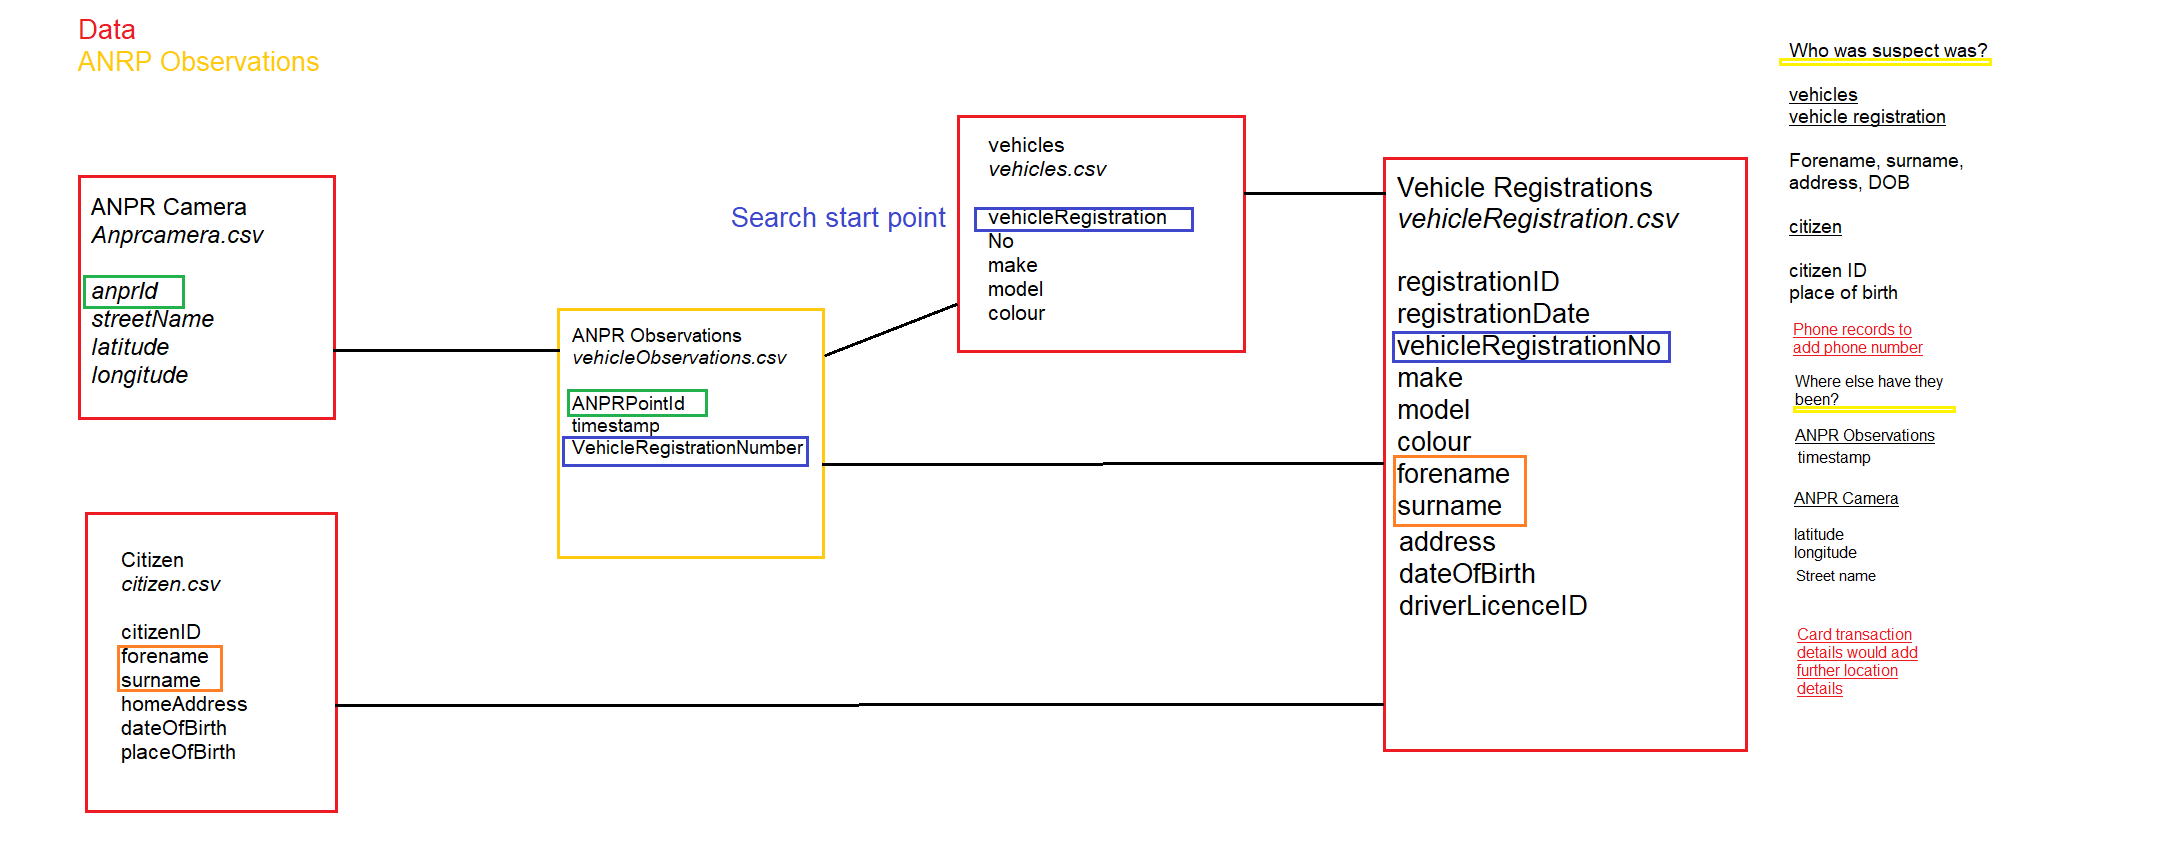 Data
ANRP Observations
ANPR Camera
Anprcamera.csv
anprId
streetName
latitude
longitude
Citizen
citizen.csv
citizenID
forename
surname
homeAddress
dateOfBirth
placeOfBirth
ANPR Observations
vehicleObservations.csv
ANPRPointId
timestamp
VehicleRegistrationNumber
Search start point
vehicles
vehicles.csv
vehicleRegistration
No
make
model
colour
Vehicle Registrations
vehicleRegistration.csv
registrationID
registrationDate
vehicleRegistrationNo
make
model
colour
forename
surname
address
dateOfBirth
driverLicenceID
Who was suspect was?
vehicles
vehicle registration
Forename, surname,
address, DOB
citizen
citizen ID
place of birth
Phone records to
add phone number
Where else have they
been?
ANPR Observations
timestamp
ANPR Camera
latitude
longitude
Street name
Card transaction
details would add
further location
details